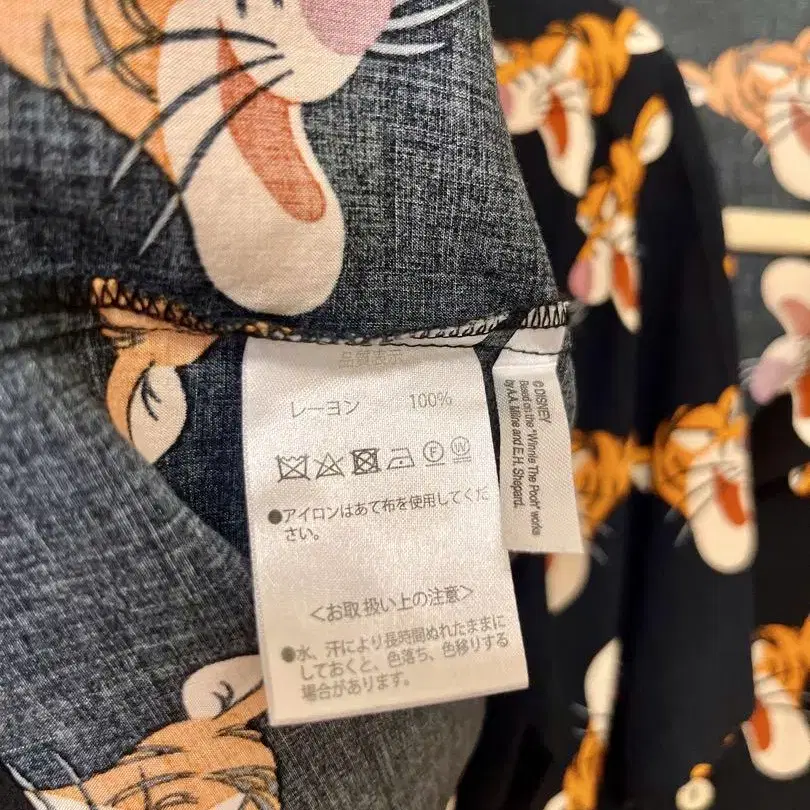 品質表示
レーヨン 100%
F W
●アイロンはあて布を使用してくだ
さい。
<お取扱い上の注意>
●水、汗により長時間ぬれたままに
しておくと、色落ち、色移りする
場合があります。
©DISNEY
Based on the "Winnie The Pooh" works
by A.A. Milne and E.H. Shepard.